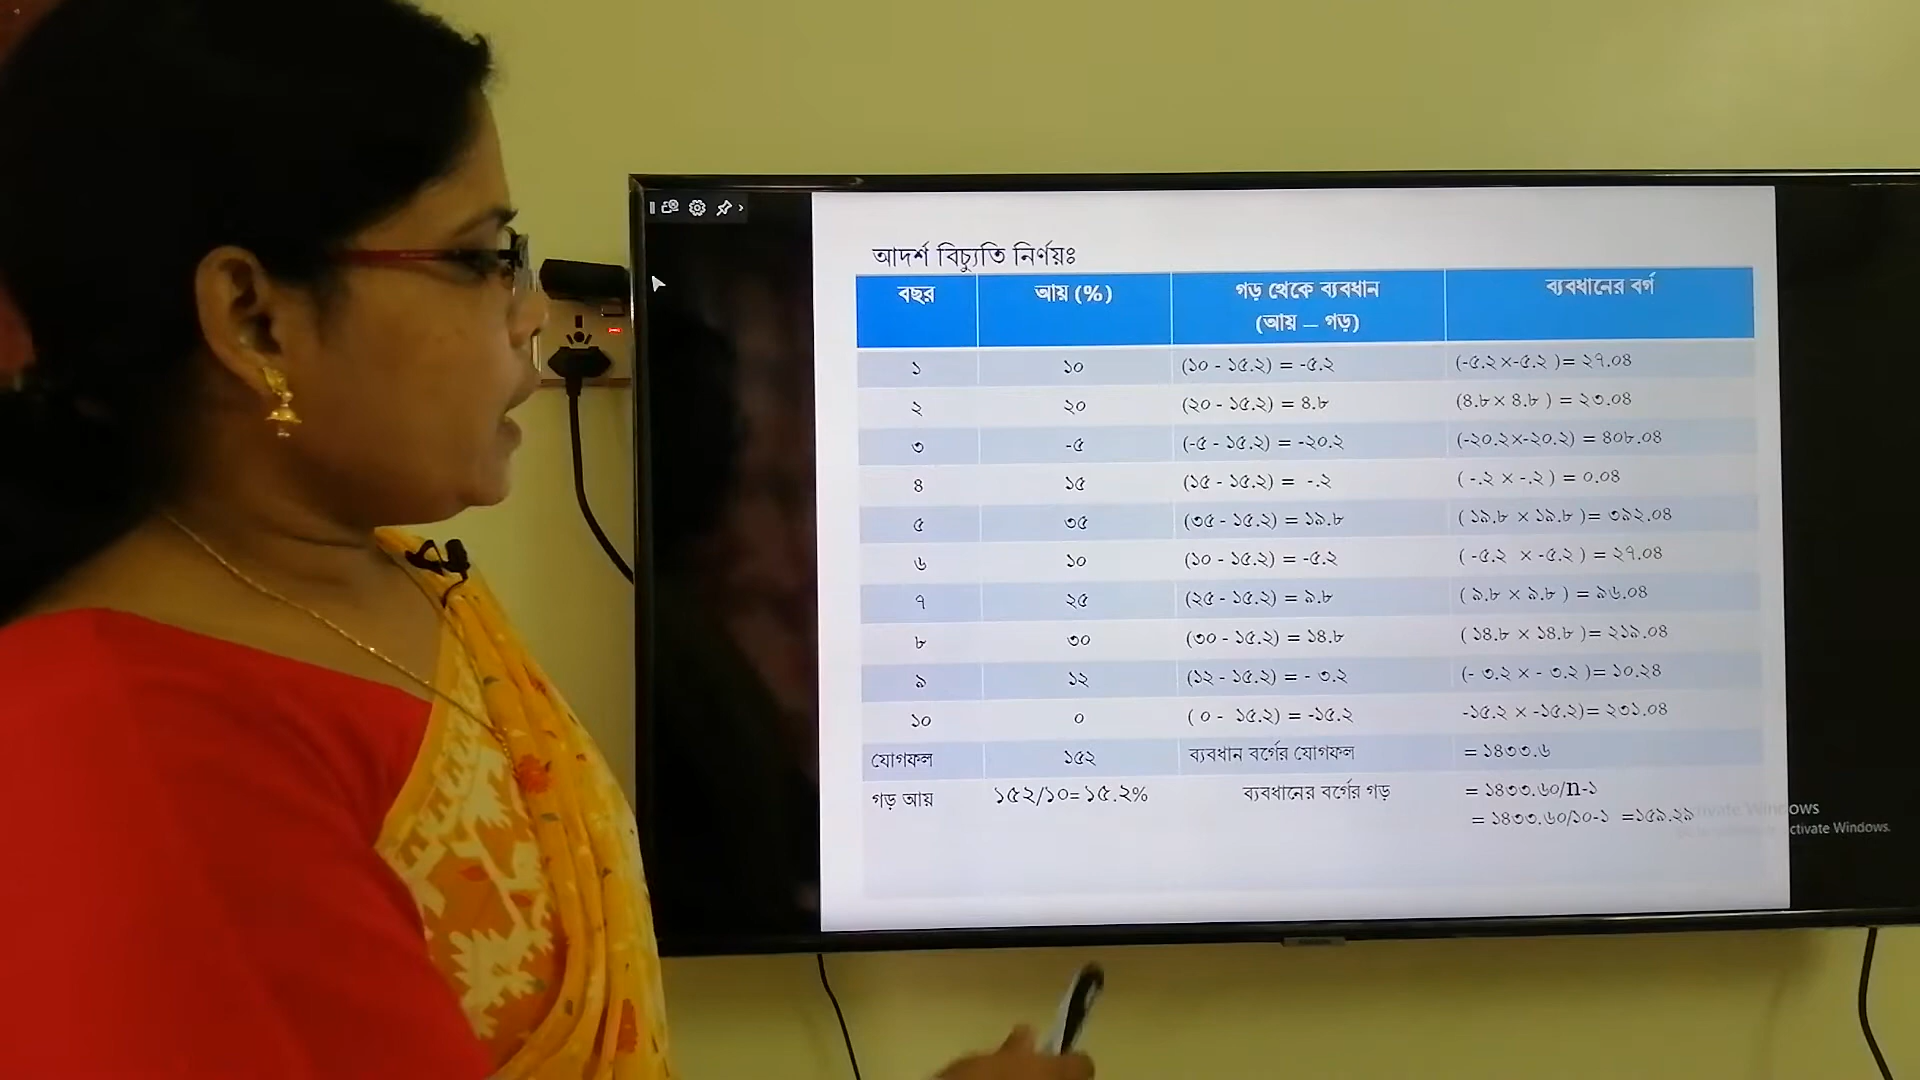 আদর্শ বিচ্যুতি নির্ণয়ঃ
বছর আয় (%) গড় থেকে ব্যবধান (আয় – গড়) ব্যবধানের বর্গ
১ ১০ (১০ - ১৫.২) = -৫.২ (-৫.২×-৫.২ )= ২৭.০৪
২ ২০ (২০ - ১৫.২) = ৪.৮ (৪.৮× ৪.৮ ) = ২৩.০৪
৩ -৫ (-৫ - ১৫.২) = -২০.২ (-২০.২×-২০.২) = ৪০৮.০৪
৪ ১৫ (১৫ - ১৫.২) = -.২ ( -.২ × -.২ ) = ০.০৪
৫ ৩৫ (৩৫ - ১৫.২) = ১৯.৮ ( ১৯.৮ × ১৯.৮ )= ৩৯২.০৪
৬ ১০ (১০ - ১৫.২) = -৫.২ ( -৫.২ × -৫.২ ) = ২৭.০৪
৭ ২৫ (২৫ - ১৫.২) = ৯.৮ ( ৯.৮ × ৯.৮ ) = ৯৬.০৪
৮ ৩০ (৩০ - ১৫.২) = ১৪.৮ ( ১৪.৮ × ১৪.৮ )= ২১৯.০৪
৯ ১২ (১২ - ১৫.২) = - ৩.২ (- ৩.২ × - ৩.২ )= ১০.২৪
১০ ০ ( ০ - ১৫.২) = -১৫.২ -১৫.২ × -১৫.২)= ২৩১.০৪
যোগফল ১৫২ ব্যবধান বর্গের যোগফল = ১৪৩৩.৬
গড় আয় ১৫২/১০= ১৫.২% ব্যবধানের বর্গের গড় = ১৪৩৩.৬০/n-১
= ১৪৩৩.৬০/১০-১ =১৫৯.২৯